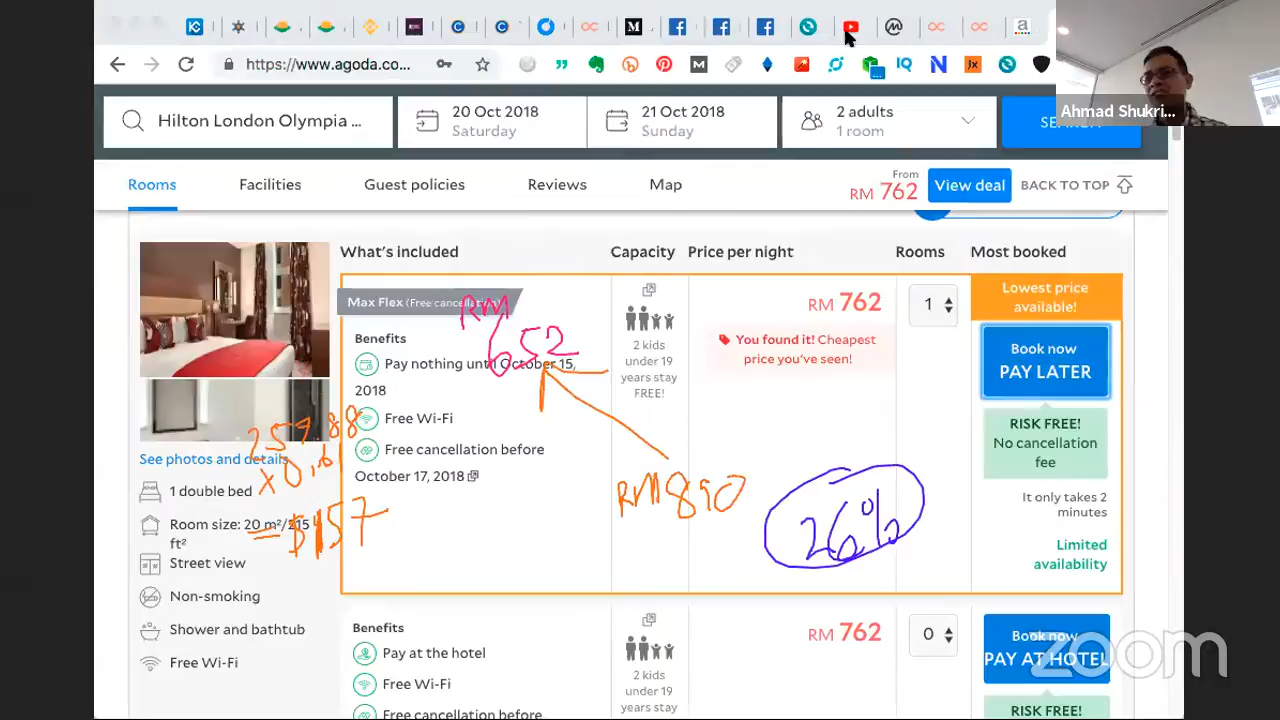 https://www.agoda.co...
Ahmad Shukri...
Hilton London Olympia ...
20 Oct 2018
Saturday
21 Oct 2018
Sunday
2 adults
1 room
Rooms
Facilities
Guest policies
Reviews
Map
From
RM 762
View deal
BACK TO TOP
What's included
Capacity
Price per night
Rooms
Most booked
Max Flex (Free cancellation)
RM
652
Benefits
Pay nothing until October 15,
2018
Free Wi-Fi
Free cancellation before
October 17, 2018
2 kids
under 19
years stay
FREE!
RM 762
You found it! Cheapest
price you've seen!
1
Lowest price
available!
Book now
PAY LATER
RISK FREE!
No cancellation
fee
It only takes 2
minutes
Limited
availability
RM 890
26%
See photos and details
x0.61
= $157
1 double bed
Room size: 20 m²/215
ft²
Street view
Non-smoking
Shower and bathtub
Free Wi-Fi
Benefits
Pay at the hotel
Free Wi-Fi
Free cancellation before
2 kids
under 19
years stay
RM 762
0
Book now
PAY AT HOTEL
RISK FREE!
zoom